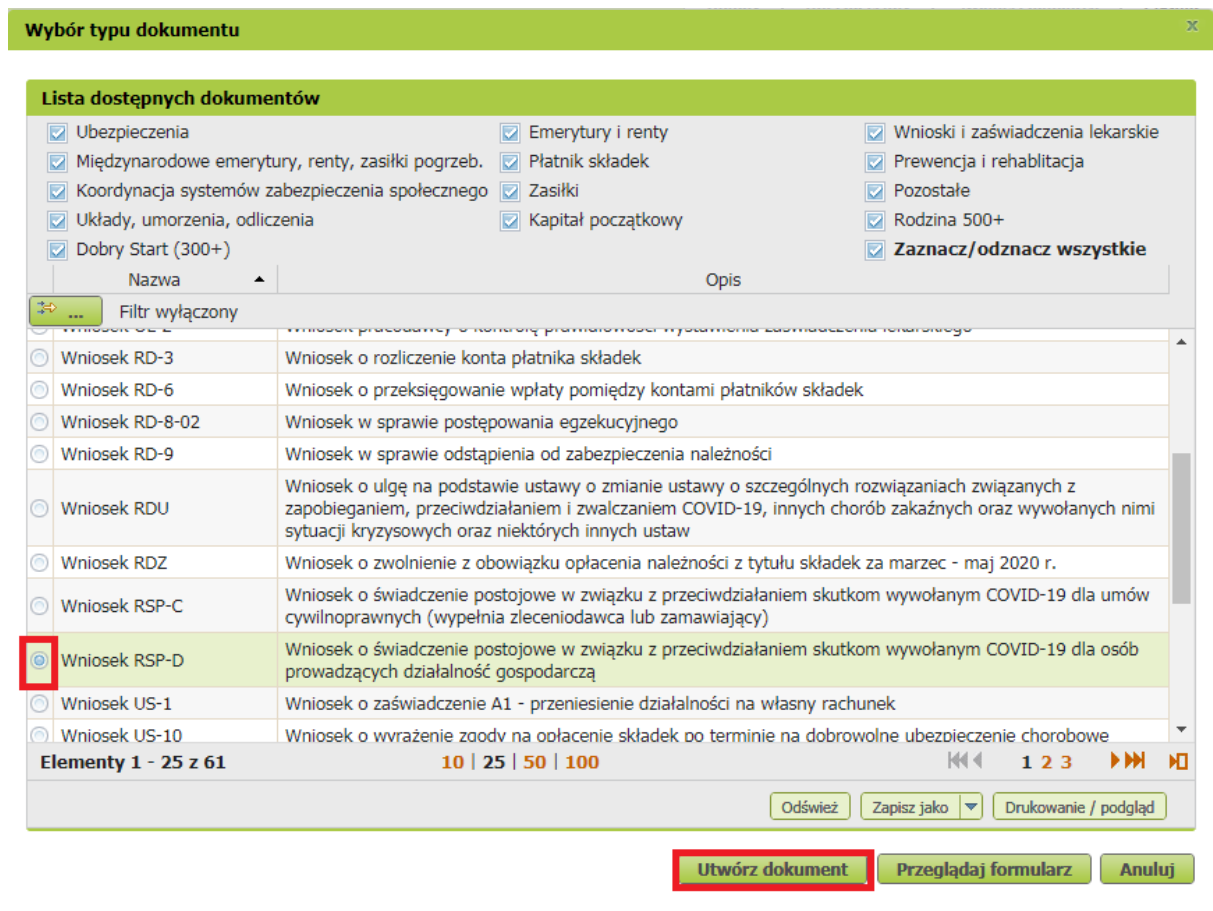 Wybór typu dokumentu x
Lista dostępnych dokumentów
Ubezpieczenia Emerytury i renty Wnioski i zaświadczenia lekarskie
Międzynarodowe emerytury, renty, zasiłki pogrzeb. Płatnik składek Prewencja i rehablitacja
Koordynacja systemów zabezpieczenia społecznego Zasiłki Pozostałe
Układy, umorzenia, odliczenia Kapitał początkowy Rodzina 500+
Dobry Start (300+) Zaznacz/odznacz wszystkie
Nazwa Opis
... Filtr wyłączony
Wniosek pracodawcy o kontrolę prawidłowości wystawienia zaświadczenia lekarskiego
Wniosek RD-3 Wniosek o rozliczenie konta płatnika składek
Wniosek RD-6 Wniosek o przeksięgowanie wpłaty pomiędzy kontami płatników składek
Wniosek RD-8-02 Wniosek w sprawie postępowania egzekucyjnego
Wniosek RD-9 Wniosek w sprawie odstąpienia od zabezpieczenia należności
Wniosek o ulgę na podstawie ustawy o zmianie ustawy o szczególnych rozwiązaniach związanych z
Wniosek RDU zapobieganiem, przeciwdziałaniem i zwalczaniem COVID-19, innych chorób zakaźnych oraz wywołanych nimi
sytuacji kryzysowych oraz niektórych innych ustaw
Wniosek RDZ Wniosek o zwolnienie z obowiązku opłacenia należności z tytułu składek za marzec - maj 2020 r.
Wniosek RSP-C Wniosek o świadczenie postojowe w związku z przeciwdziałaniem skutkom wywołanym COVID-19 dla umów
cywilnoprawnych (wypełnia zleceniodawca lub zamawiający)
Wniosek RSP-D Wniosek o świadczenie postojowe w związku z przeciwdziałaniem skutkom wywołanym COVID-19 dla osób
prowadzących działalność gospodarczą
Wniosek US-1 Wniosek o zaświadczenie A1 - przeniesienie działalności na własny rachunek
Wniosek US-10 Wniosek o wyrażenie zgody na opłacenie składek po terminie na dobrowolne ubezpieczenie chorobowe
Elementy 1 - 25 z 61 10 | 25 | 50 | 100 1 2 3
Odśwież Zapisz jako Drukowanie / podgląd
Utwórz dokument Przeglądaj formularz Anuluj